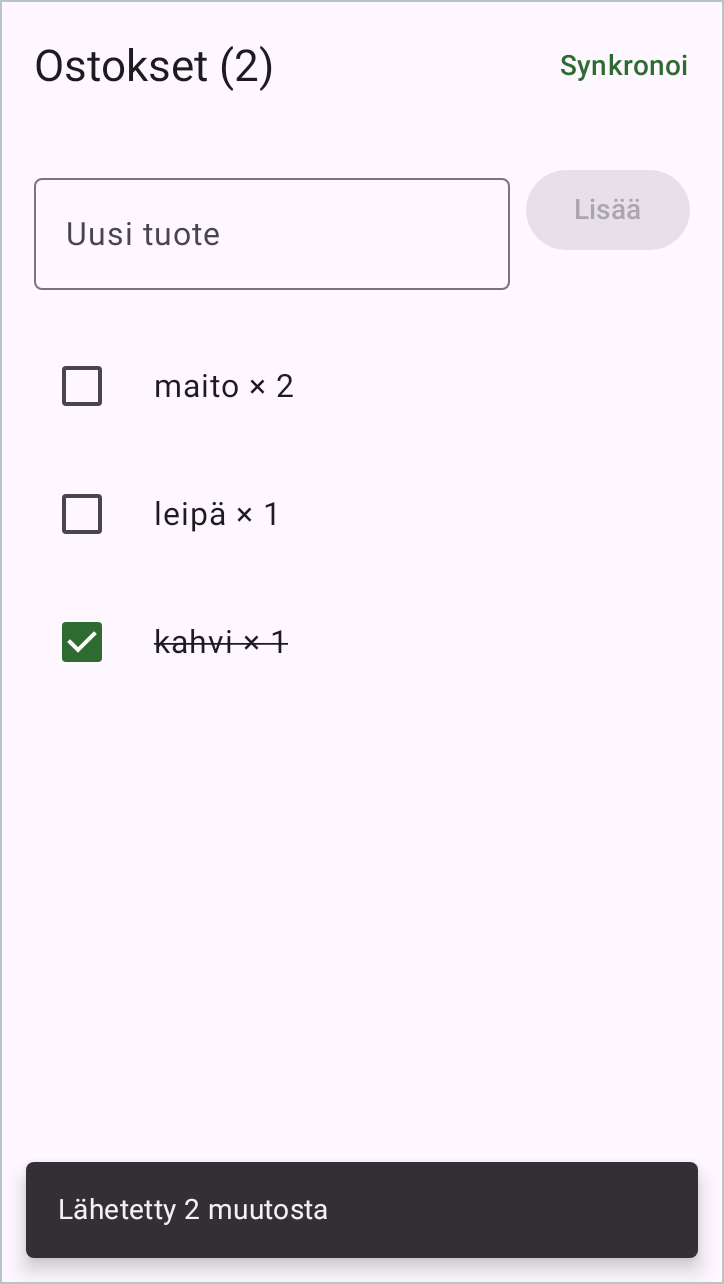 Ostokset (2)
Synkronoi
Uusi tuote
Lisää
maito × 2
leipä × 1
kahvi × 1
Lähetetty 2 muutosta